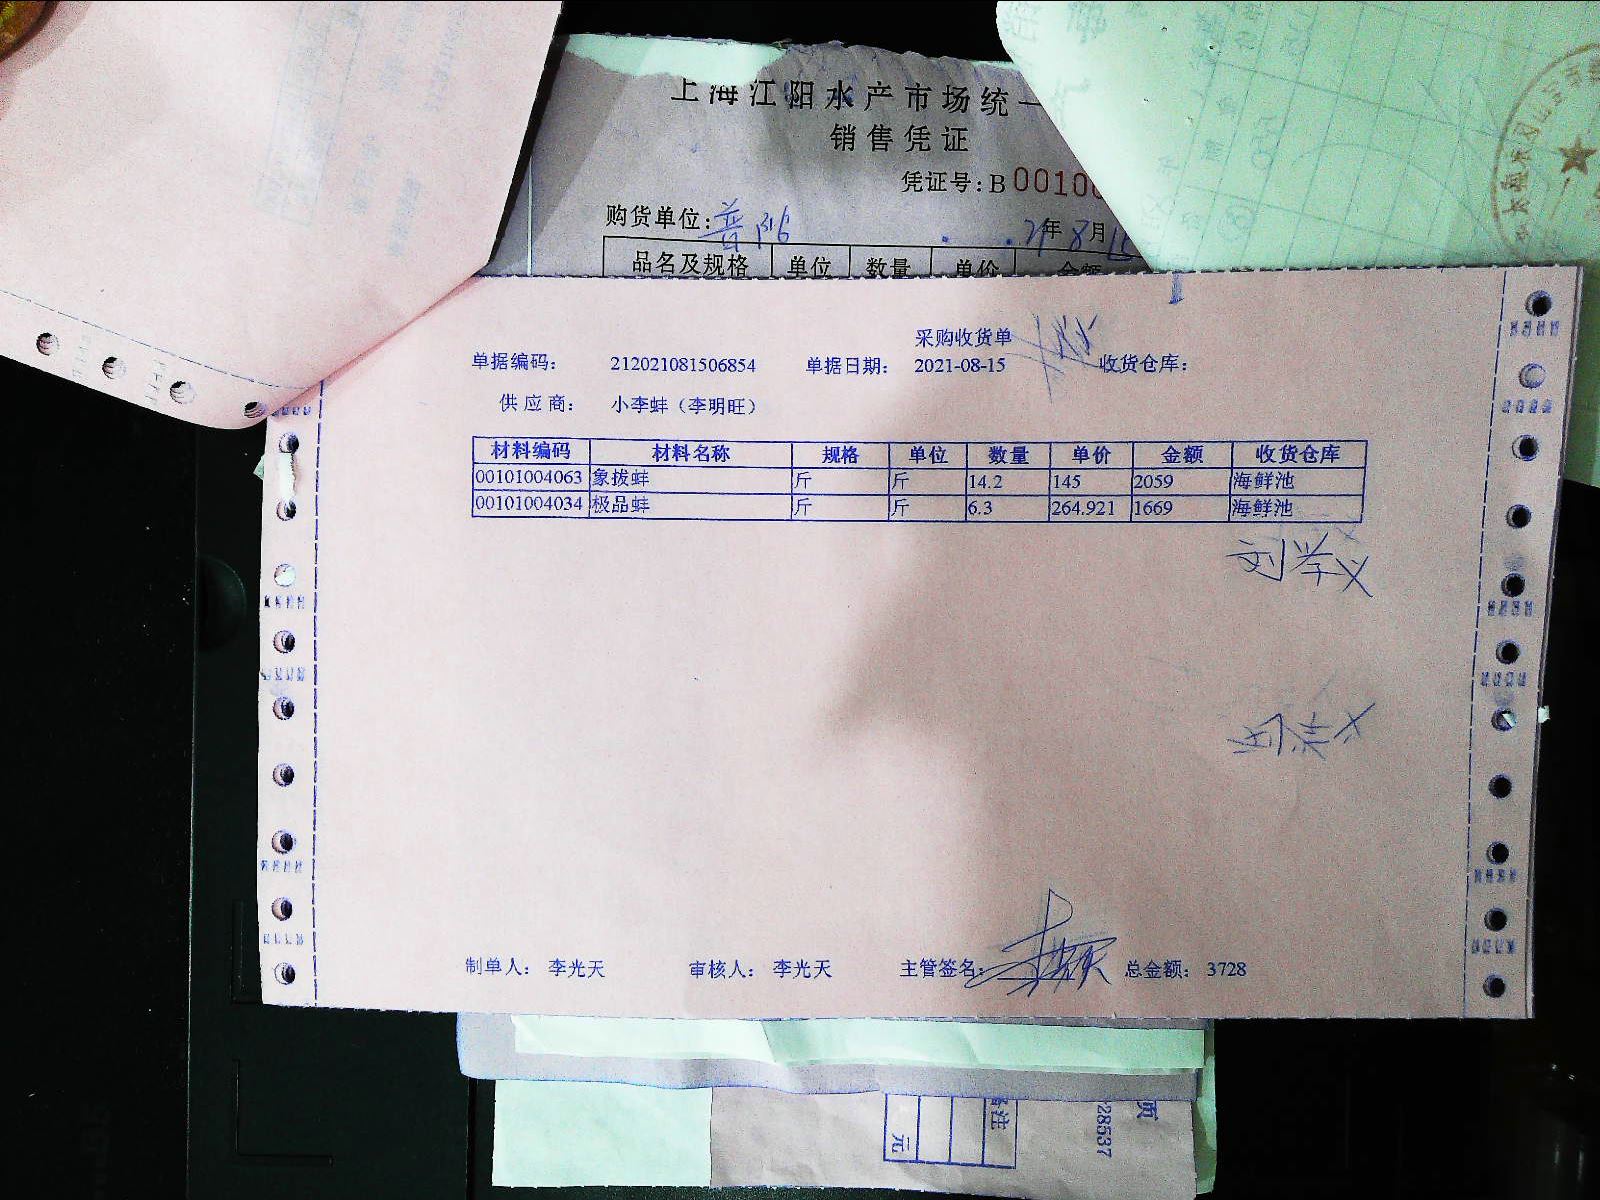 上海江阳水产市场统一
销售凭证
凭证号:B 00100
购货单位: 21年8月
品名及规格 单位 数量 单价 金额
采购收货单
单据编码: 212021081506854 单据日期: 2021-08-15 收货仓库:
供应商: 小李蚌（李明旺）
材料编码 材料名称 规格 单位 数量 单价 金额 收货仓库
00101004063 象拔蚌 斤 斤 14.2 145 2059 海鲜池
00101004034 极品蚌 斤 斤 6.3 264.921 1669 海鲜池
刘学义
制单人: 李光天 审核人: 李光天 主管签名: 总金额: 3728
备注
元
页
28537